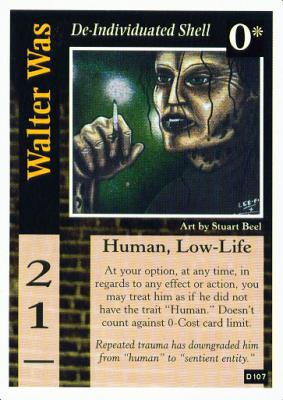 Walter Was
De-Individuated Shell
0*
Art by Stuart Beel
Human, Low-Life
2
1
—
At your option, at any time, in
regards to any effect or action, you
may treat him as if he did not
have the trait “Human.” Doesn’t
count against 0-Cost card limit.
Repeated trauma has downgraded him
from “human” to “sentient entity.”
D107